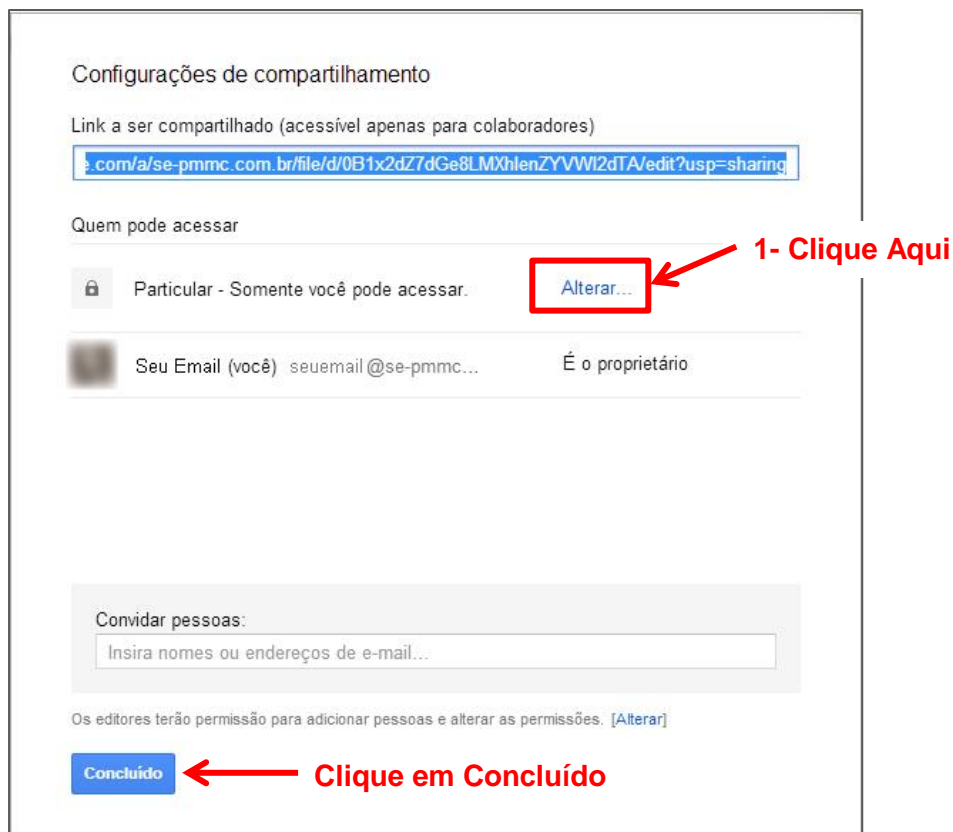 Configurações de compartilhamento
Link a ser compartilhado (acessível apenas para colaboradores)
e.com/a/se-pmmc.com.br/file/d/0B1x2dZ7dGe8LMXhlenZYVWl2dTA/edit?usp=sharing
Quem pode acessar
1- Clique Aqui
Particular - Somente você pode acessar. Alterar...
Seu Email (você) seuemail@se-pmmc... É o proprietário
Convidar pessoas:
Insira nomes ou endereços de e-mail...
Os editores terão permissão para adicionar pessoas e alterar as permissões. [Alterar]
Concluído Clique em Concluído